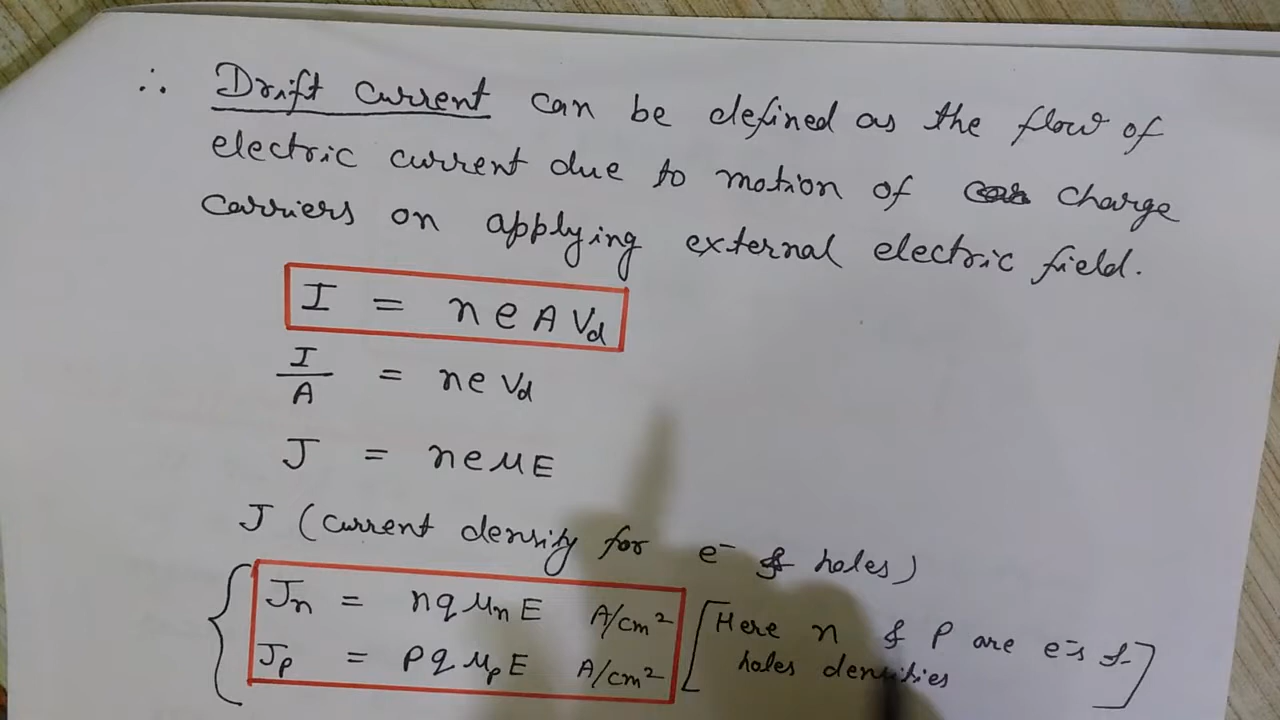 ∴ Drift current can be defined as the flow of
electric current due to motion of charge
carriers on applying external electric field.
I = neAVd
I/A = neVd
J = neμE
J (current density for e⁻ & holes)
Jn = nqμnE A/cm² [Here n & p are e⁻s &
Jp = pqμpE A/cm² holes densities]